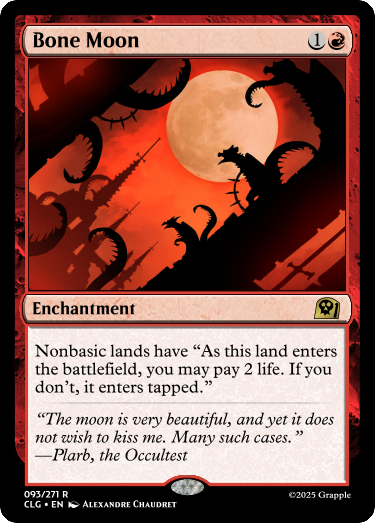 Bone Moon
1
Enchantment
Nonbasic lands have “As this land enters
the battlefield, you may pay 2 life. If you
don’t, it enters tapped.”
“The moon is very beautiful, and yet it does
not wish to kiss me. Many such cases.”
—Plarb, the Occultest
093/271 R
CLG • EN Alexandre Chaudret
©2025 Grapple